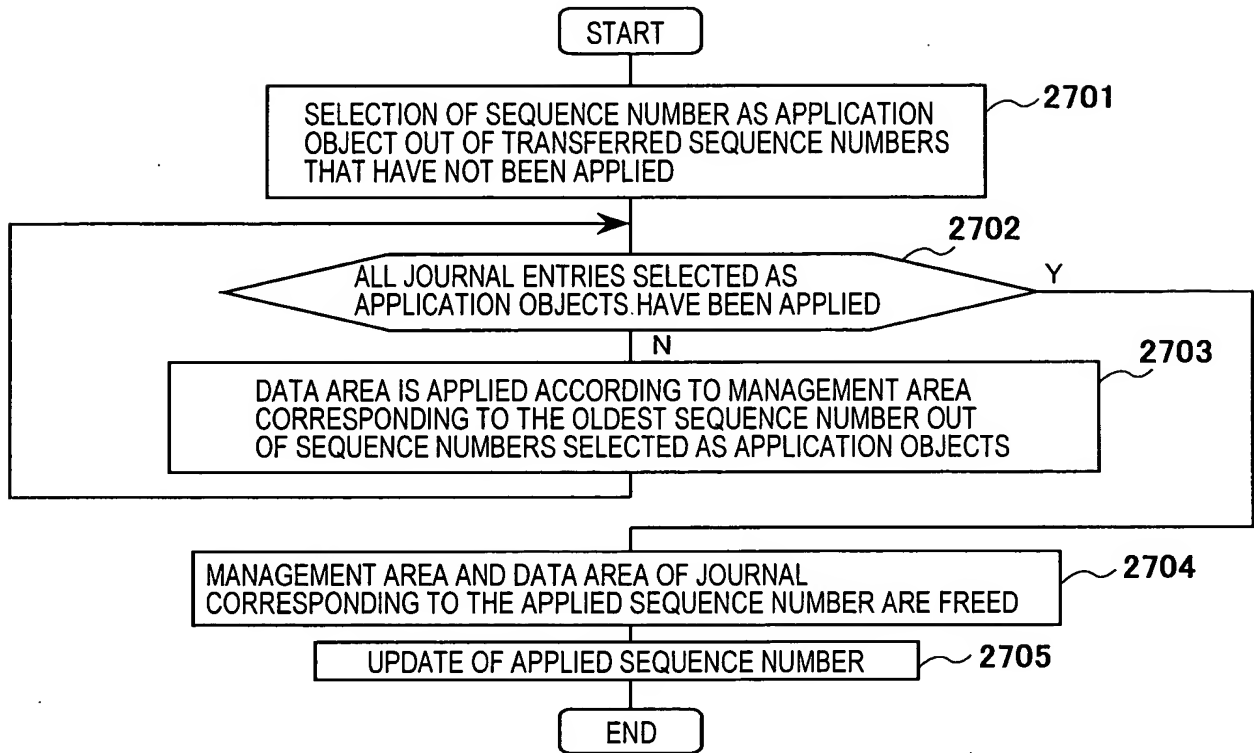 START
2701
SELECTION OF SEQUENCE NUMBER AS APPLICATION
OBJECT OUT OF TRANSFERRED SEQUENCE NUMBERS
THAT HAVE NOT BEEN APPLIED
2702
ALL JOURNAL ENTRIES SELECTED AS
APPLICATION OBJECTS.HAVE BEEN APPLIED
Y
N
2703
DATA AREA IS APPLIED ACCORDING TO MANAGEMENT AREA
CORRESPONDING TO THE OLDEST SEQUENCE NUMBER OUT
OF SEQUENCE NUMBERS SELECTED AS APPLICATION OBJECTS
2704
MANAGEMENT AREA AND DATA AREA OF JOURNAL
CORRESPONDING TO THE APPLIED SEQUENCE NUMBER ARE FREED
UPDATE OF APPLIED SEQUENCE NUMBER
2705
END